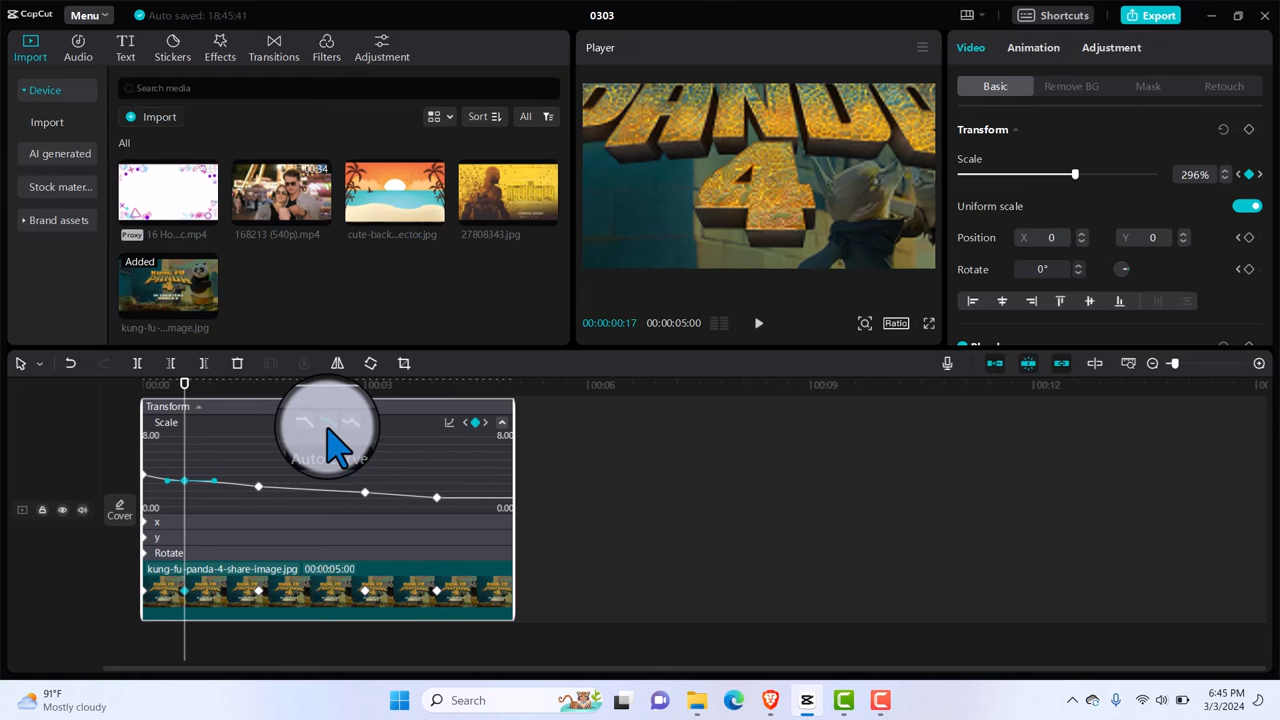 CapCut
Menu
Auto saved: 18:45:41
0303
Shortcuts
Export
Import
Audio
Text
Stickers
Effects
Transitions
Filters
Adjustment
Device
Import
AI generated
Stock mater...
Brand assets
Search media
Import
Sort
All
All
00:34
Proxy
16 Ho...c.mp4
168213 (540p).mp4
cute-back...ector.jpg
27808343.jpg
Added
kung-fu-...mage.jpg
Player
PANDA
4
00:00:00:17
00:00:05:00
Ratio
Video
Animation
Adjustment
Basic
Remove BG
Mask
Retouch
Transform
Scale
296%
Uniform scale
Position
X 0
Y 0
Rotate
0°
00:00
00:03
00:06
00:09
00:12
Transform
Scale
8.00
8.00
0.00
0.00
x
y
Rotate
Cover
kung-fu-panda-4-share-image.jpg 00:00:05:00
91°F
Mostly cloudy
Search
6:45 PM
3/3/2024